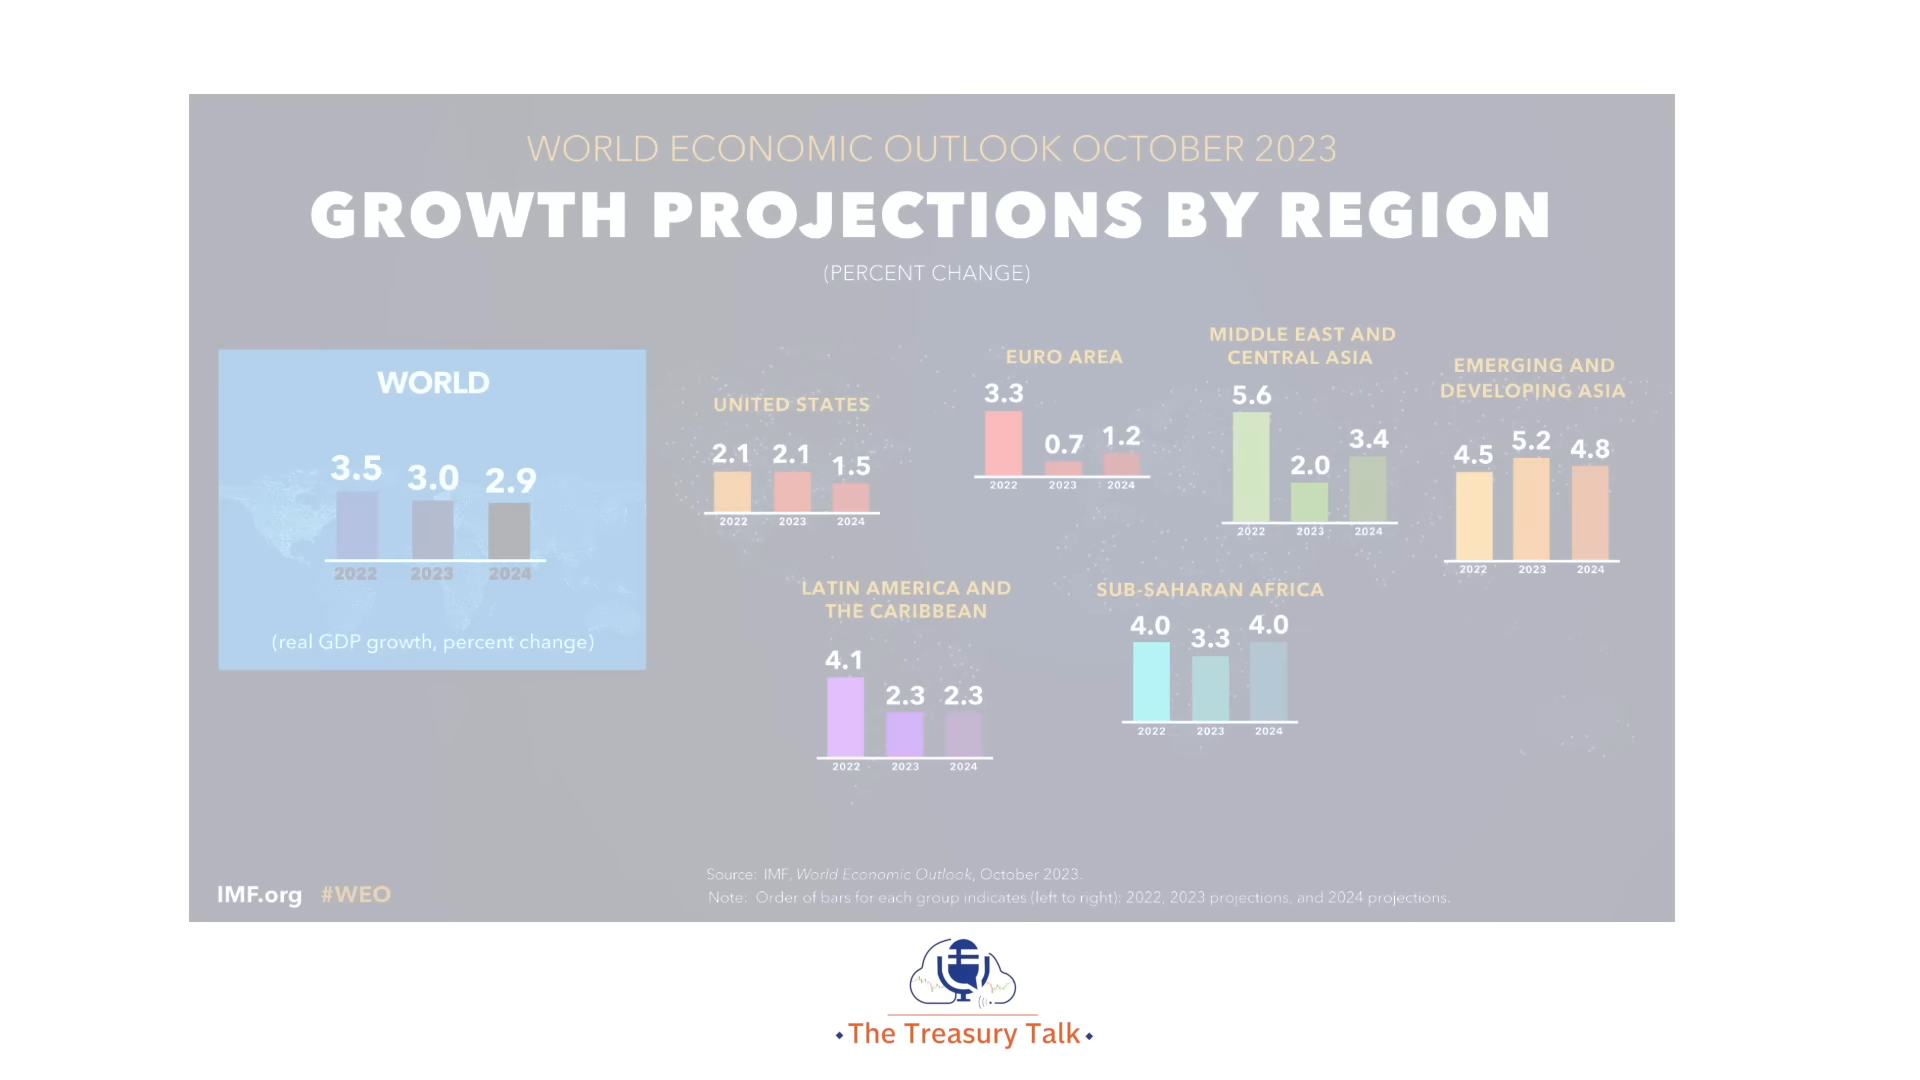 WORLD ECONOMIC OUTLOOK OCTOBER 2023
GROWTH PROJECTIONS BY REGION
(PERCENT CHANGE)
WORLD
3.5 3.0 2.9
2022 2023 2024
(real GDP growth, percent change)
UNITED STATES
2.1 2.1 1.5
2022 2023 2024
EURO AREA
3.3 0.7 1.2
2022 2023 2024
MIDDLE EAST AND
CENTRAL ASIA
5.6 2.0 3.4
2022 2023 2024
EMERGING AND
DEVELOPING ASIA
4.5 5.2 4.8
2022 2023 2024
LATIN AMERICA AND
THE CARIBBEAN
4.1 2.3 2.3
2022 2023 2024
SUB-SAHARAN AFRICA
4.0 3.3 4.0
2022 2023 2024
IMF.org #WEO
Source: IMF, World Economic Outlook, October 2023.
Note: Order of bars for each group indicates (left to right): 2022, 2023 projections, and 2024 projections.
The Treasury Talk